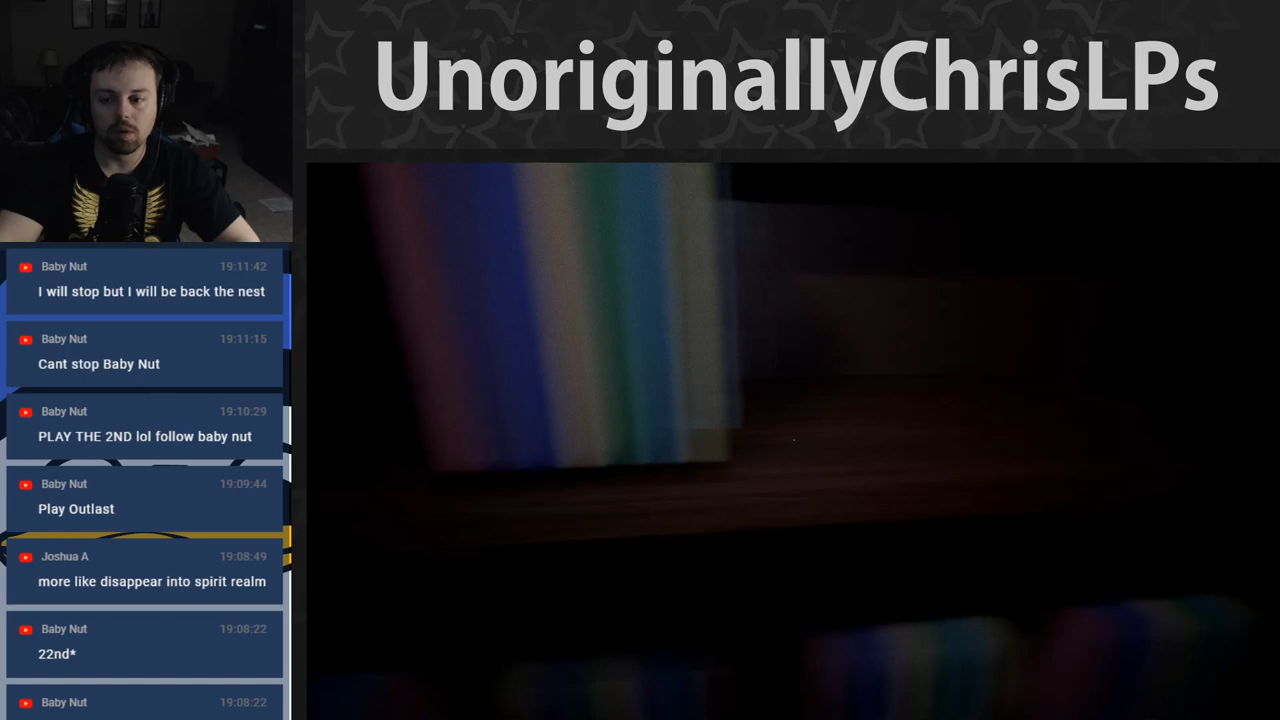 UnoriginallyChrisLPs
Baby Nut 19:11:42
I will stop but I will be back the nest
Baby Nut 19:11:15
Cant stop Baby Nut
Baby Nut 19:10:29
PLAY THE 2ND lol follow baby nut
Baby Nut 19:09:44
Play Outlast
Joshua A 19:08:49
more like disappear into spirit realm
Baby Nut 19:08:22
22nd*
Baby Nut 19:08:22